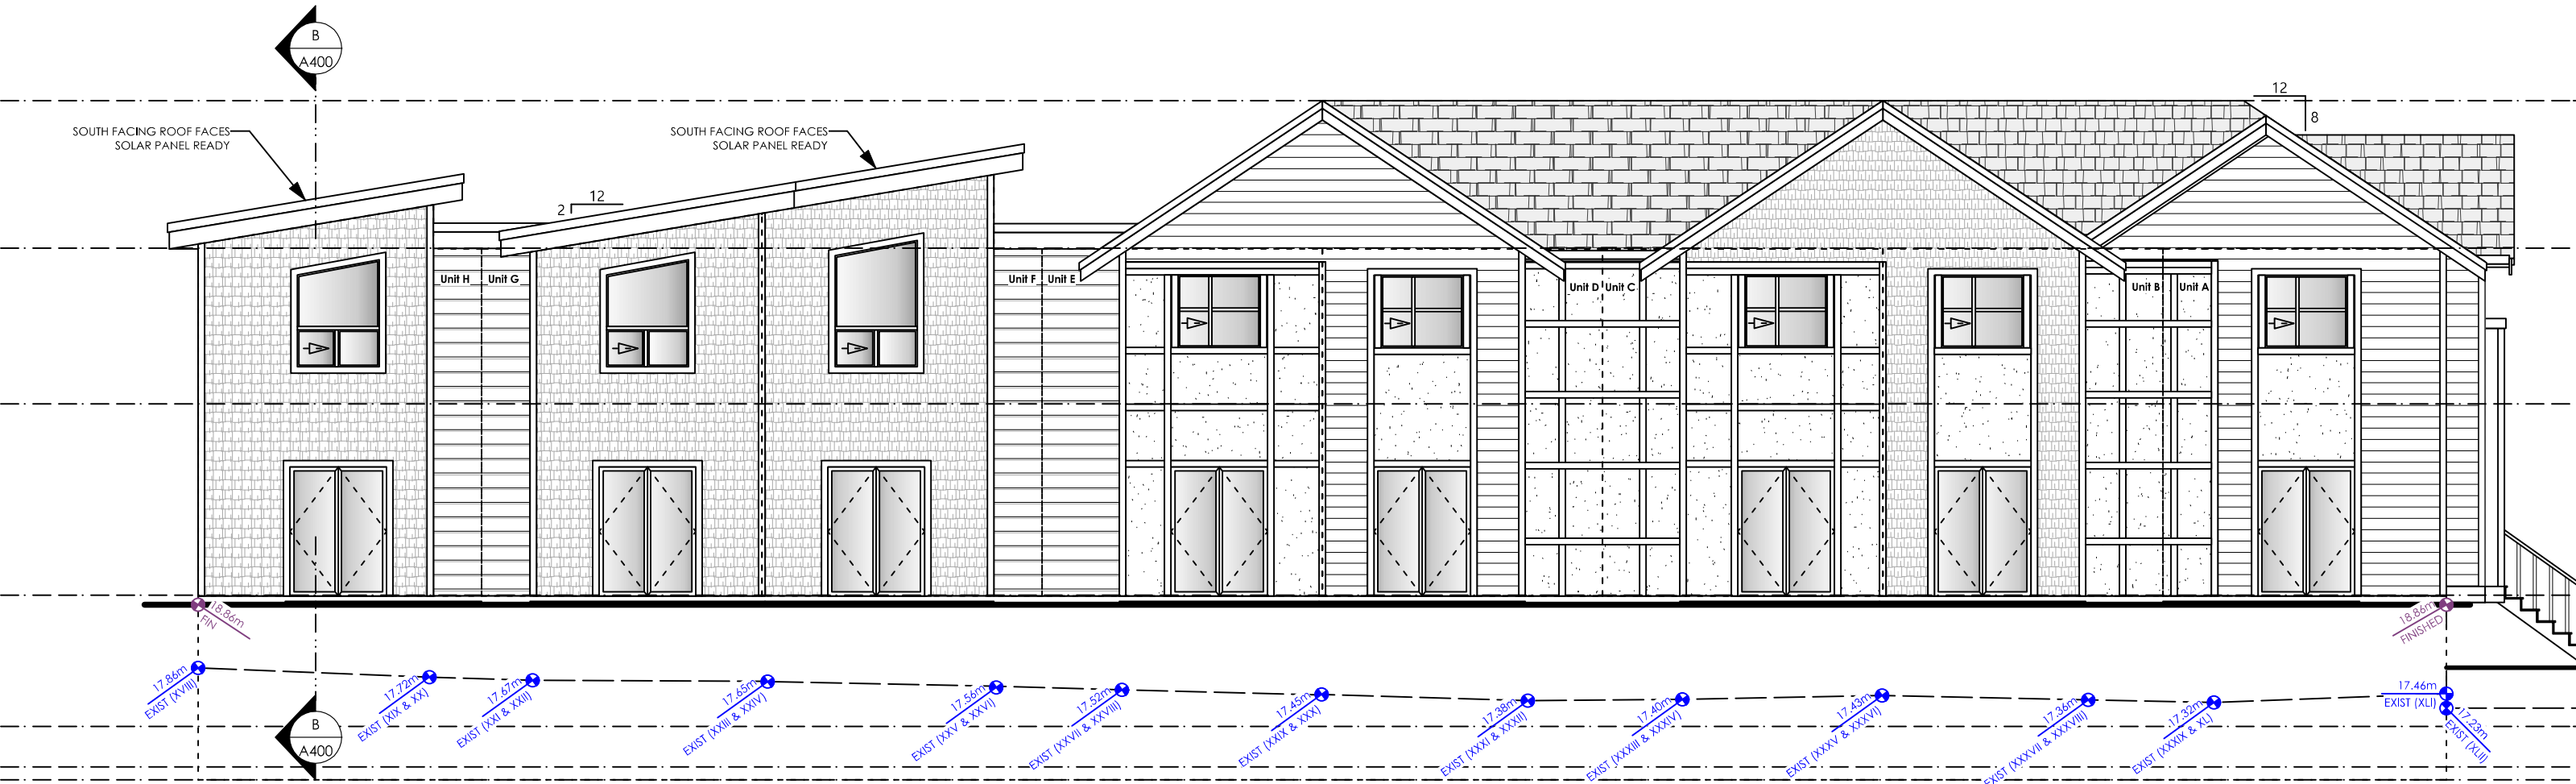 B
A400
12
8
SOUTH FACING ROOF FACES
SOLAR PANEL READY
SOUTH FACING ROOF FACES
SOLAR PANEL READY
12
2
Unit H
Unit G
Unit F
Unit E
Unit D
Unit C
Unit B
Unit A
18.86m
FIN
18.86m
FINISHED
17.86m
EXIST (XVIII)
17.72m
EXIST (XIX & XX)
17.67m
EXIST (XXI & XXII)
17.65m
EXIST (XXIII & XXIV)
17.56m
EXIST (XXV & XXVI)
17.52m
EXIST (XXVII & XXVIII)
17.45m
EXIST (XXIX & XXX)
17.38m
EXIST (XXXI & XXXII)
17.40m
EXIST (XXXIII & XXXIV)
17.43m
EXIST (XXXV & XXXVI)
17.36m
EXIST (XXXVII & XXXVIII)
17.32m
EXIST (XXXIX & XL)
17.46m
EXIST (XLI)
17.23m
EXIST (XLII)
B
A400